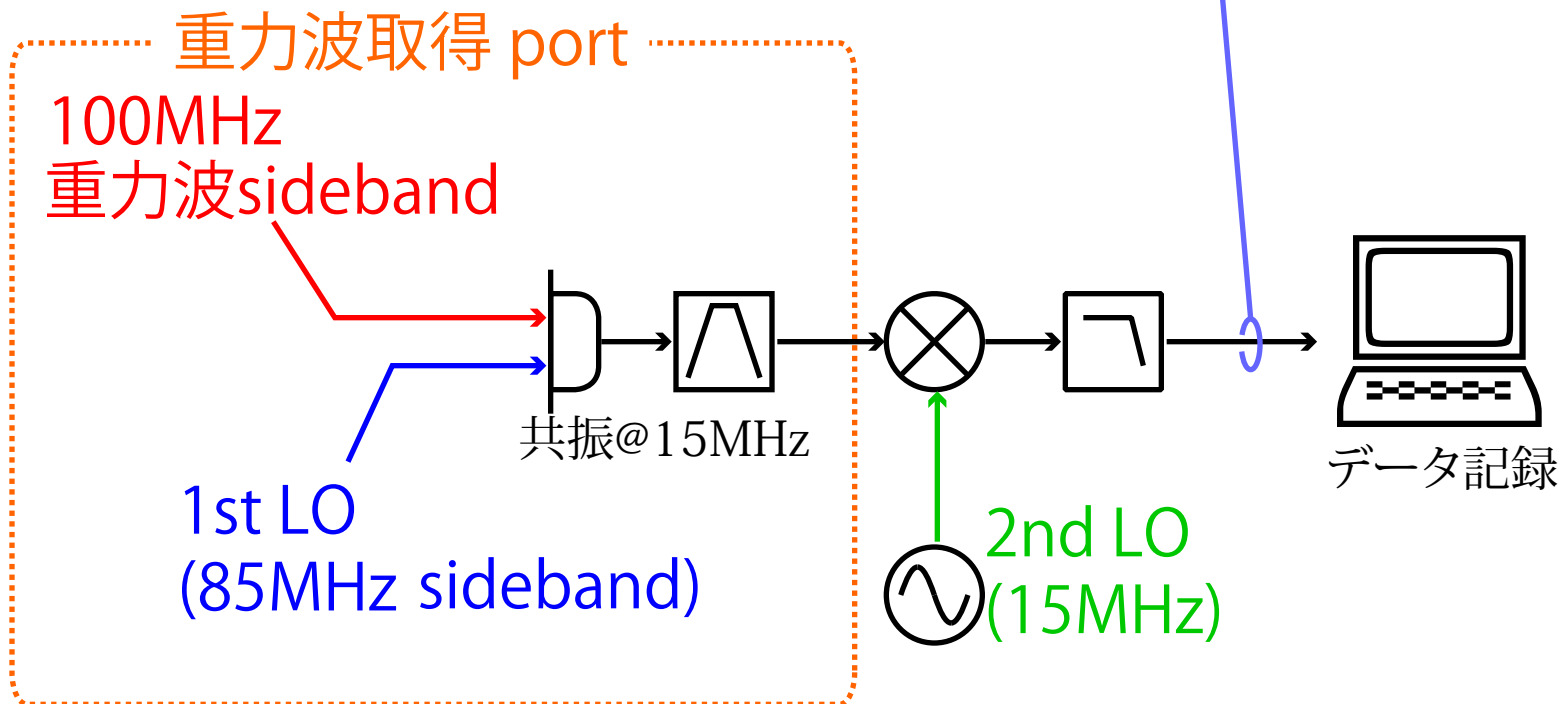 重力波取得 port
100MHz
重力波sideband
共振@15MHz
1st LO
(85MHz sideband)
2nd LO
(15MHz)
データ記録